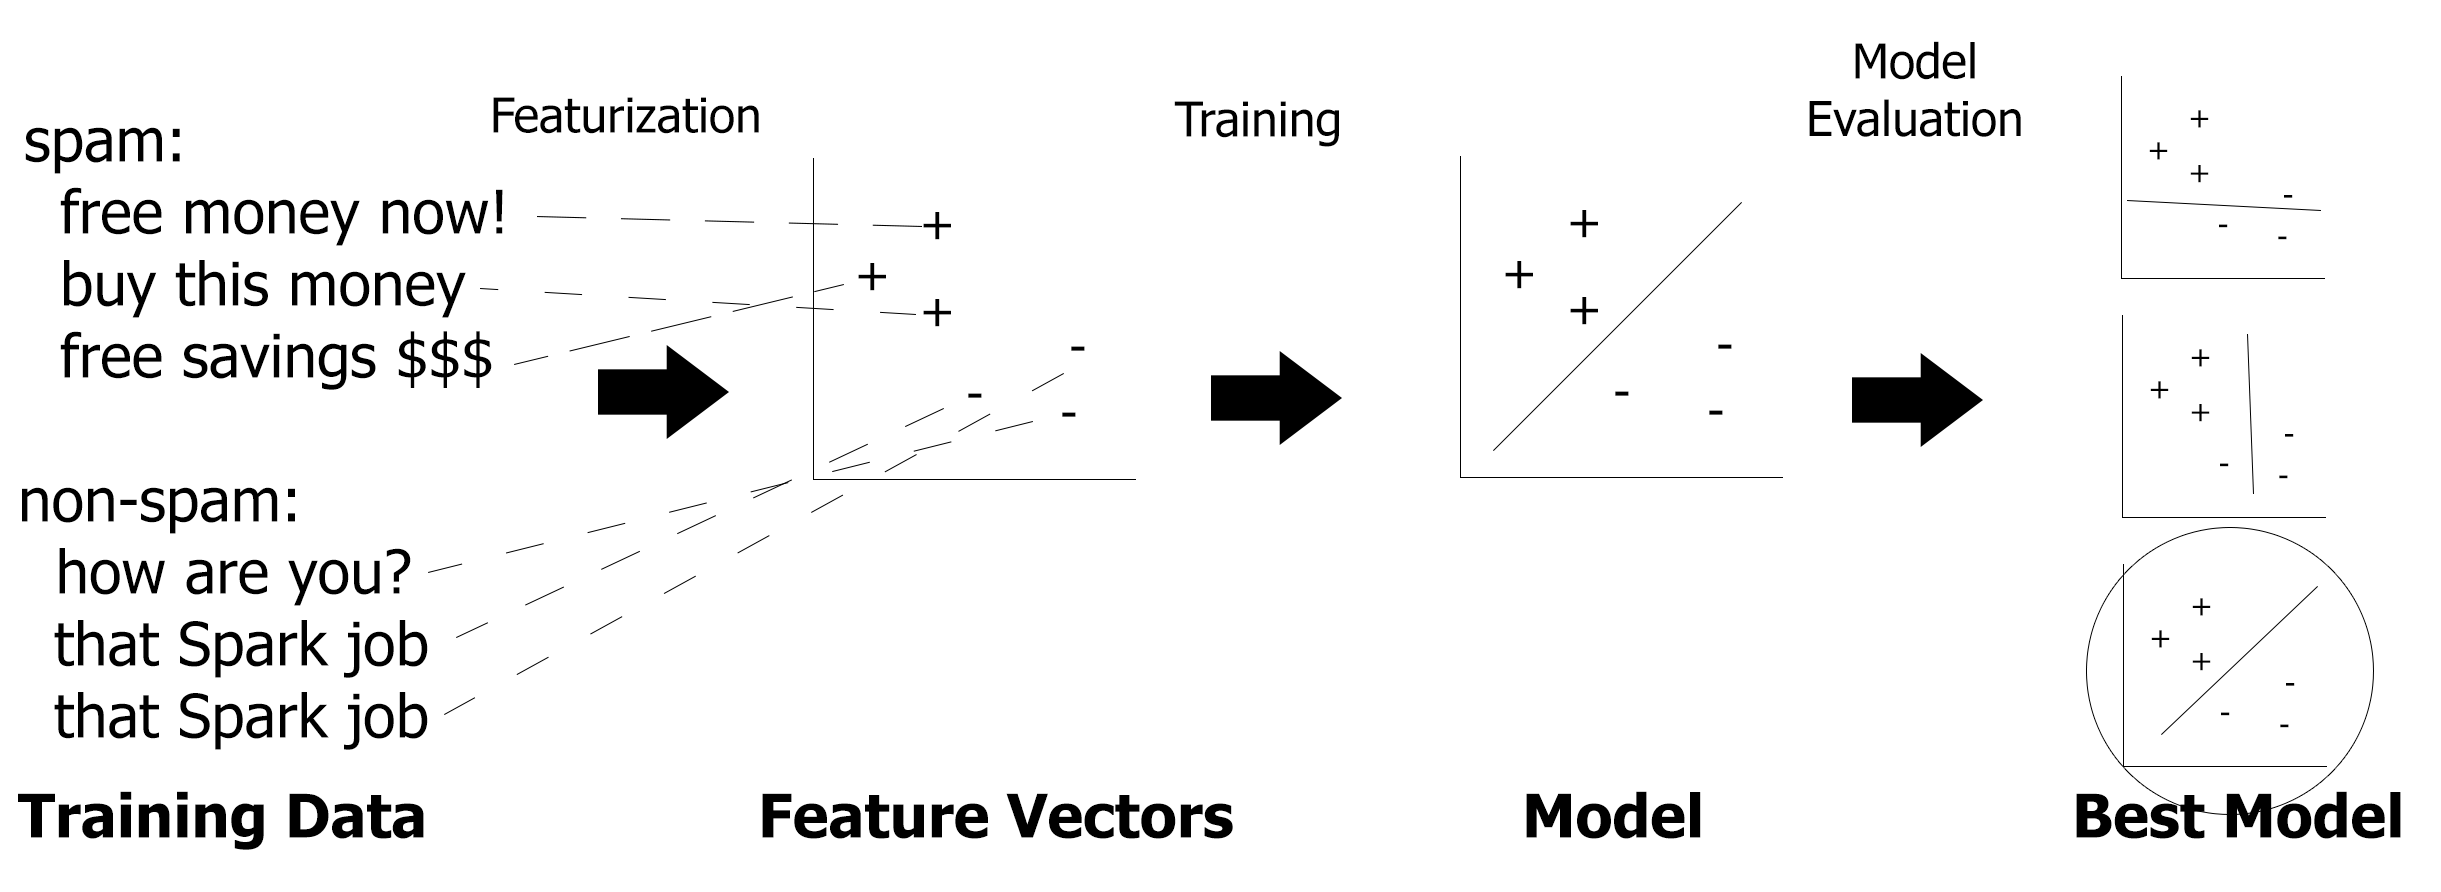 spam:
free money now!
buy this money
free savings $$$
non-spam:
how are you?
that Spark job
that Spark job
Training Data
Featurization
Feature Vectors
Training
Model
Model
Evaluation
Best Model